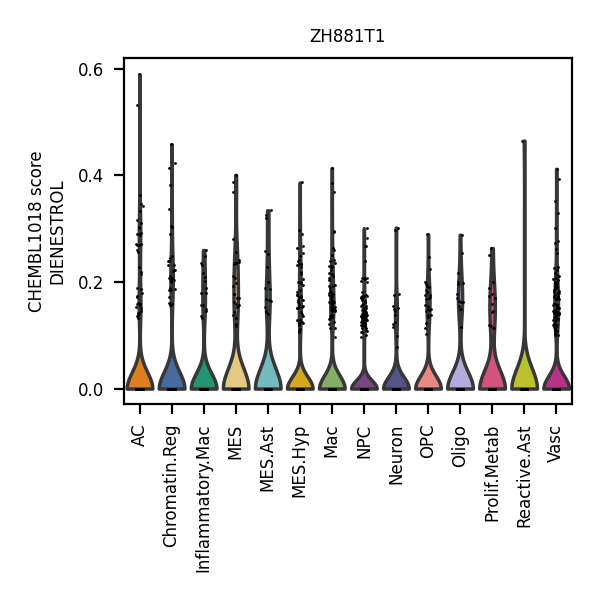 ZH881T1
CHEMBL1018 score
DIENESTROL
0.6
0.4
0.2
0.0
AC
Chromatin.Reg
Inflammatory.Mac
MES
MES.Ast
MES.Hyp
Mac
NPC
Neuron
OPC
Oligo
Prolif.Metab
Reactive.Ast
Vasc